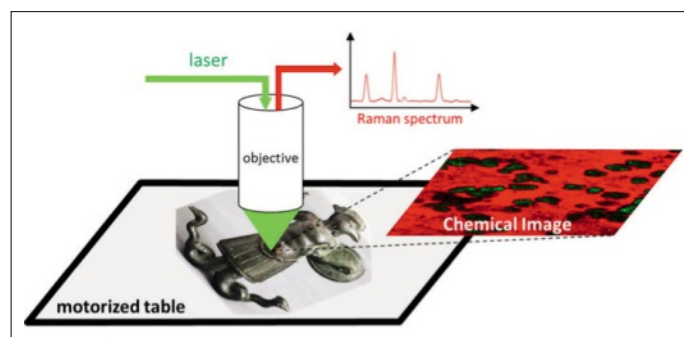 laser
Raman spectrum
objective
Chemical Image
motorized table